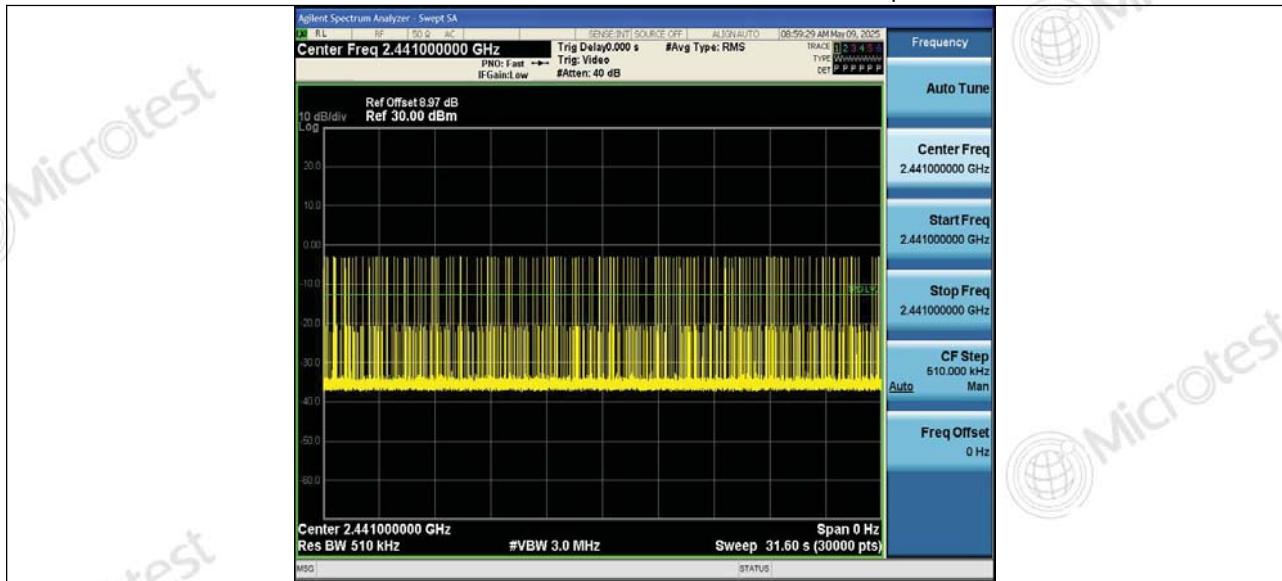 Agilent Spectrum Analyzer - Swept SA
RL RF 50 Ω AC SENSE:INT SOURCE OFF ALIGN AUTO 08:59:29 AM May 09, 2025
Center Freq 2.441000000 GHz
Trig Delay0.000 s #Avg Type: RMS
TRACE 1 2 3 4 5 6
PNO: Fast Trig: Video
TYPE
IFGain:Low #Atten: 40 dB
DET P P P P P P
Ref Offset 8.97 dB
10 dB/div Ref 30.00 dBm
Log
20.0
10.0
0.00
-10.0
-20.0
-30.0
-40.0
-50.0
-60.0
Center 2.441000000 GHz Span 0 Hz
Res BW 510 kHz #VBW 3.0 MHz Sweep 31.60 s (30000 pts)
MSG STATUS
Frequency
Auto Tune
Center Freq
2.441000000 GHz
Start Freq
2.441000000 GHz
Stop Freq
2.441000000 GHz
CF Step
510.000 kHz
Auto Man
Freq Offset
0 Hz
Microtest
Microtest